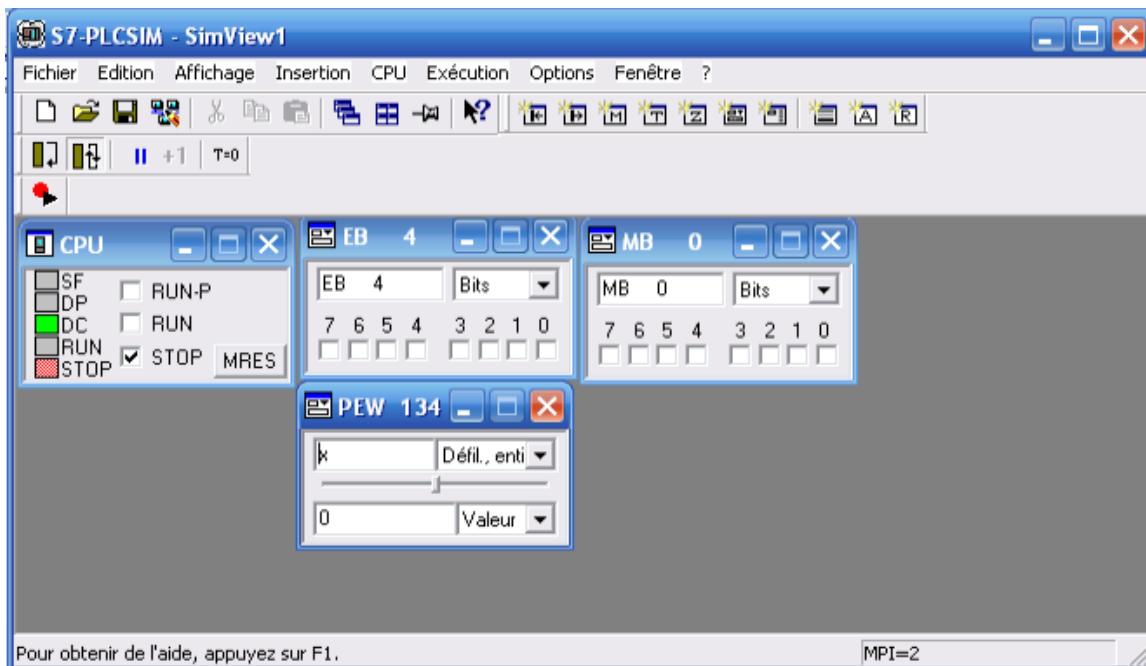 S7-PLCSIM - SimView1
Fichier Edition Affichage Insertion CPU Exécution Options Fenêtre ?
M T Z A R
+1 T=0
CPU
SF
DP
DC
RUN
STOP
RUN-P
RUN
STOP
MRES
EB 4
EB 4 Bits
7 6 5 4 3 2 1 0
MB 0
MB 0 Bits
7 6 5 4 3 2 1 0
PEW 134
x Défil., enti
0 Valeur
Pour obtenir de l'aide, appuyez sur F1. MPI=2